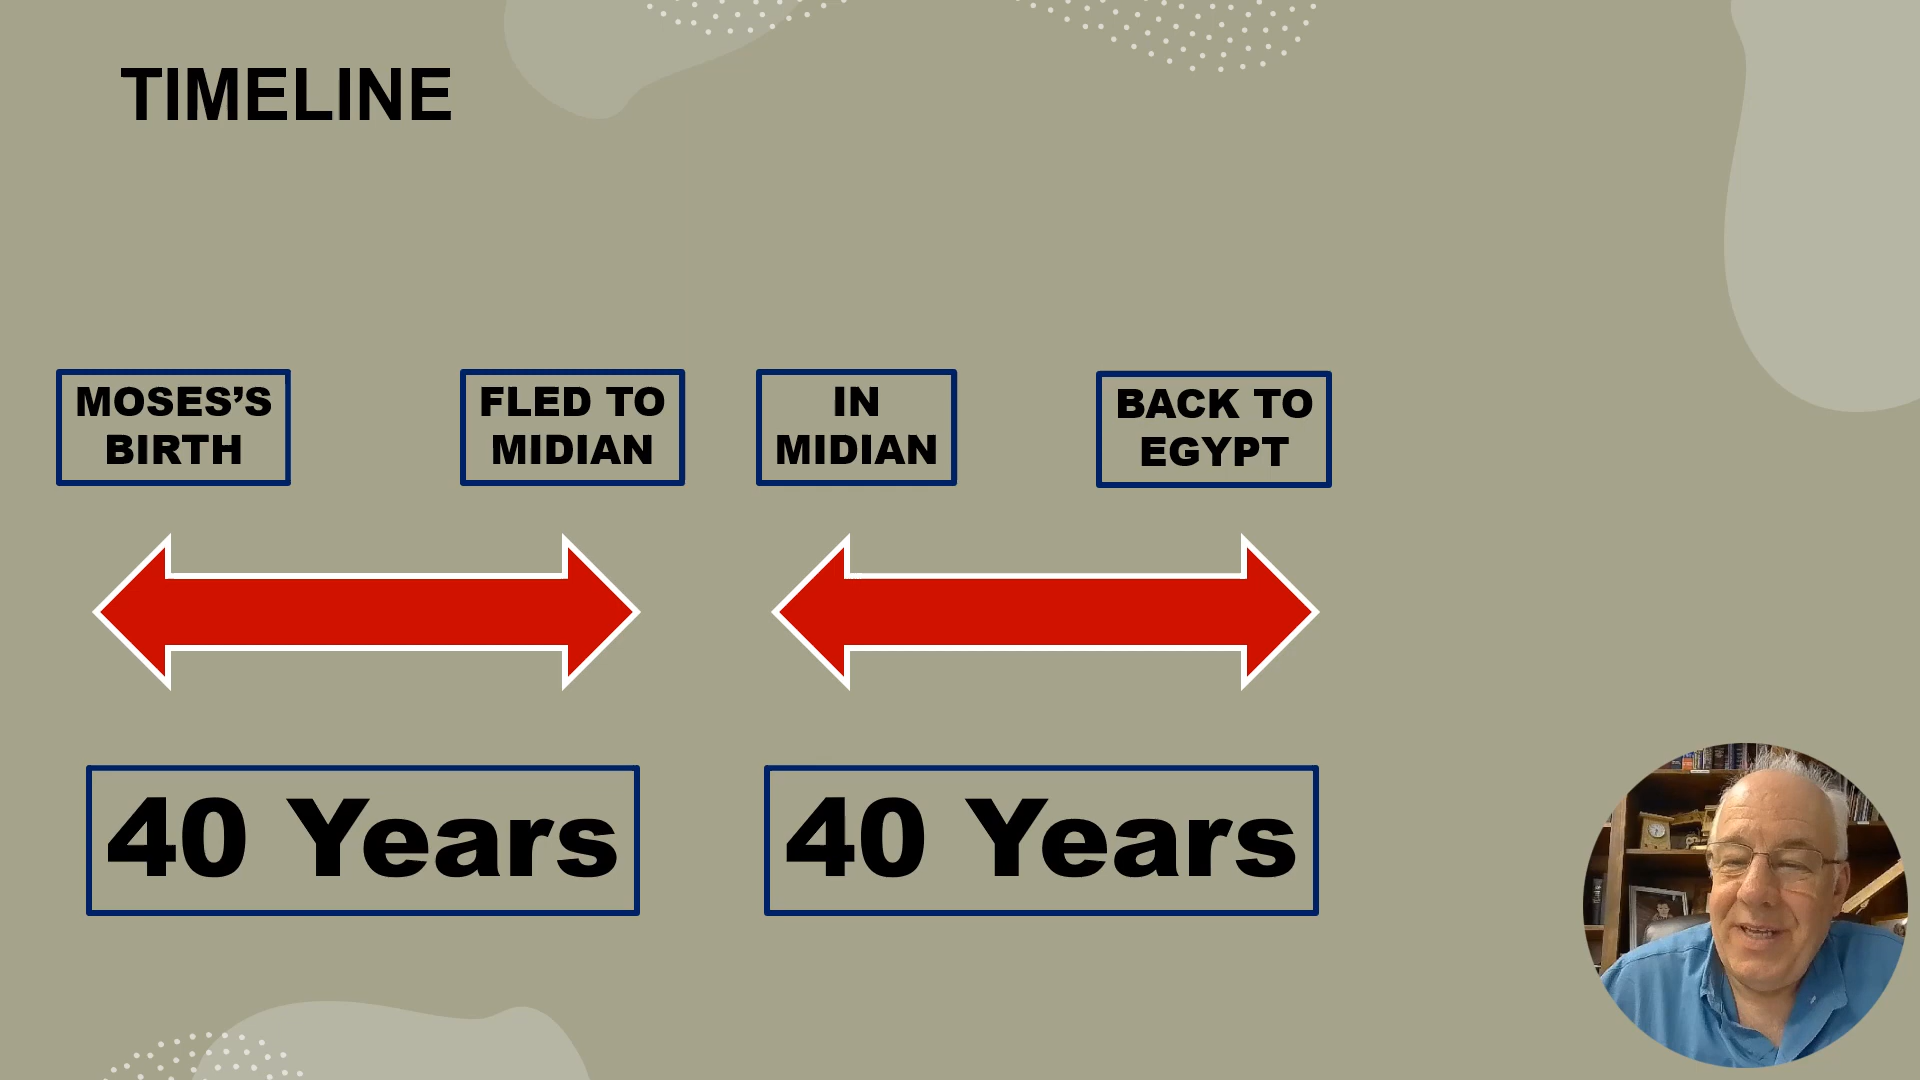 TIMELINE
MOSES’S
BIRTH
FLED TO
MIDIAN
IN
MIDIAN
BACK TO
EGYPT
40 Years
40 Years